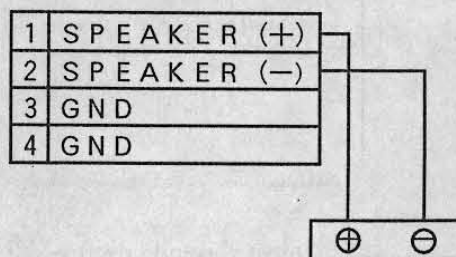 1 SPEAKER (+)
2 SPEAKER (−)
3 GND
4 GND
⊕ ⊖